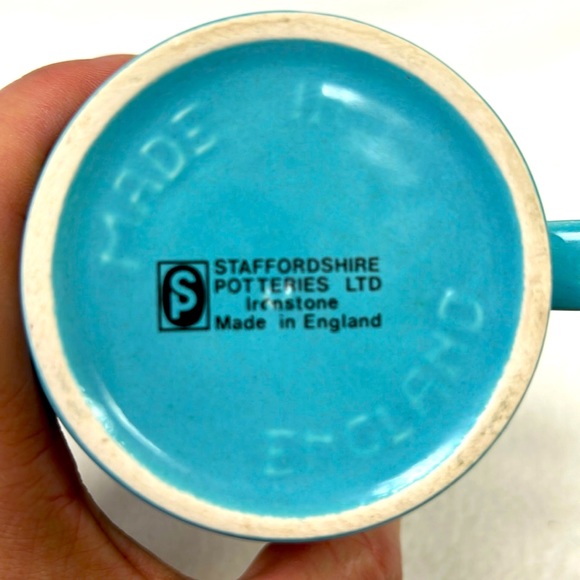 MADE IN
ENGLAND
SP
STAFFORDSHIRE
POTTERIES LTD
Ironstone
Made in England